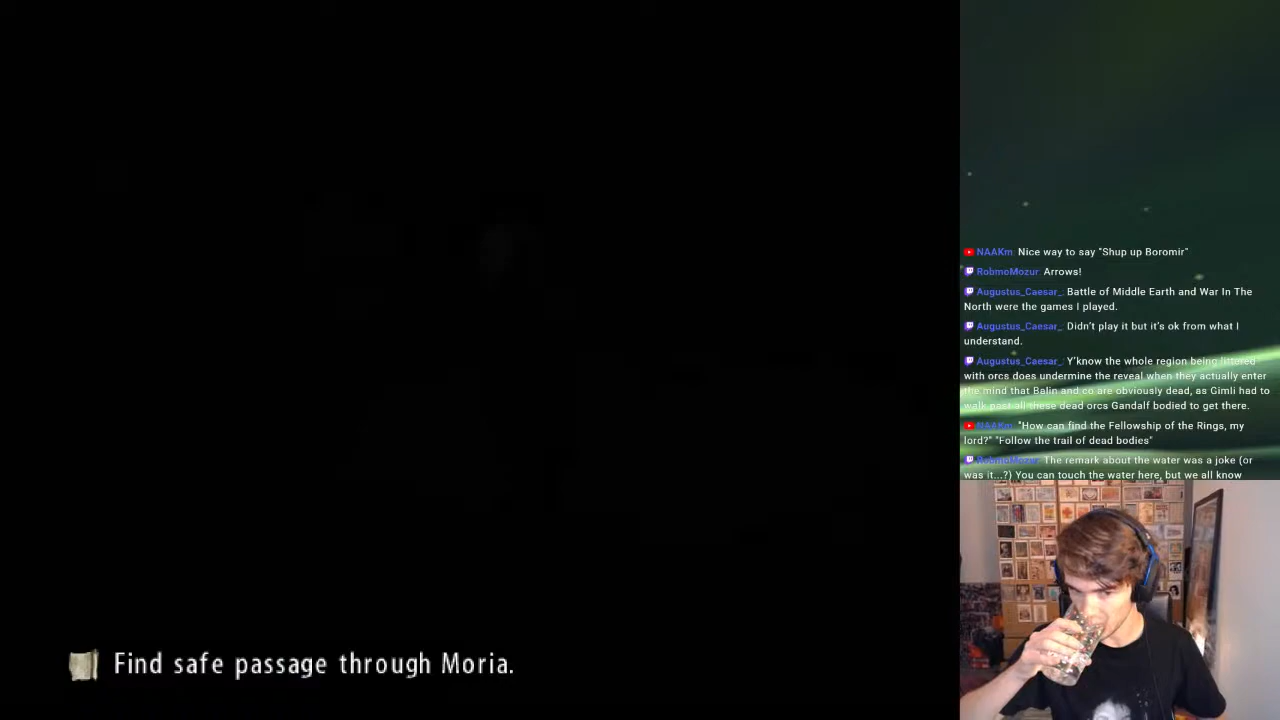 NAAKm: Nice way to say "Shup up Boromir"
RobmoMozur: Arrows!
Augustus_Caesar_: Battle of Middle Earth and War In The
North were the games I played.
Augustus_Caesar_: Didn't play it but it's ok from what I
understand.
Augustus_Caesar_: Y'know the whole region being littered
with orcs does undermine the reveal when they actually enter
the mind that Balin and co are obviously dead, as Gimli had to
walk past all these dead orcs Gandalf bodied to get there.
NAAKm: "How can find the Fellowship of the Rings, my
lord?" "Follow the trail of dead bodies"
RobmoMozur: The remark about the water was a joke (or
was it...?) You can touch the water here, but we all know
Find safe passage through Moria.